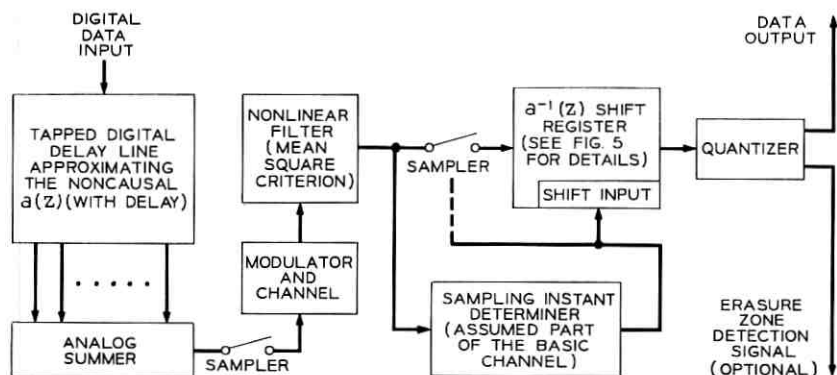 DIGITAL
DATA
INPUT
TAPPED DIGITAL
DELAY LINE
APPROXIMATING
THE NONCAUSAL
a(Z)(WITH DELAY)
ANALOG
SUMMER
SAMPLER
NONLINEAR
FILTER
(MEAN
SQUARE
CRITERION)
MODULATOR
AND
CHANNEL
SAMPLER
a⁻¹(Z) SHIFT
REGISTER
(SEE FIG. 5
FOR DETAILS)
SHIFT INPUT
SAMPLING INSTANT
DETERMINER
(ASSUMED PART
OF THE BASIC
CHANNEL)
QUANTIZER
DATA
OUTPUT
ERASURE
ZONE
DETECTION
SIGNAL
(OPTIONAL)